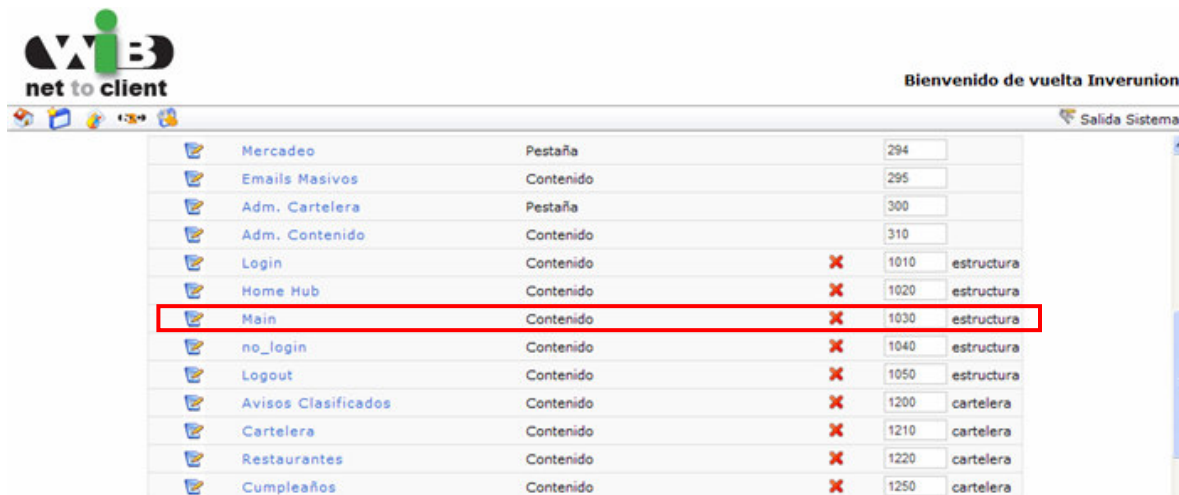 WiB
net to client
Bienvenido de vuelta Inverunion
Salida Sistema
Mercadeo Pestaña 294
Emails Masivos Contenido 295
Adm. Cartelera Pestaña 300
Adm. Contenido Contenido 310
Login Contenido 1010 estructura
Home Hub Contenido 1020 estructura
Main Contenido 1030 estructura
no_login Contenido 1040 estructura
Logout Contenido 1050 estructura
Avisos Clasificados Contenido 1200 cartelera
Cartelera Contenido 1210 cartelera
Restaurantes Contenido 1220 cartelera
Cumpleaños Contenido 1250 cartelera